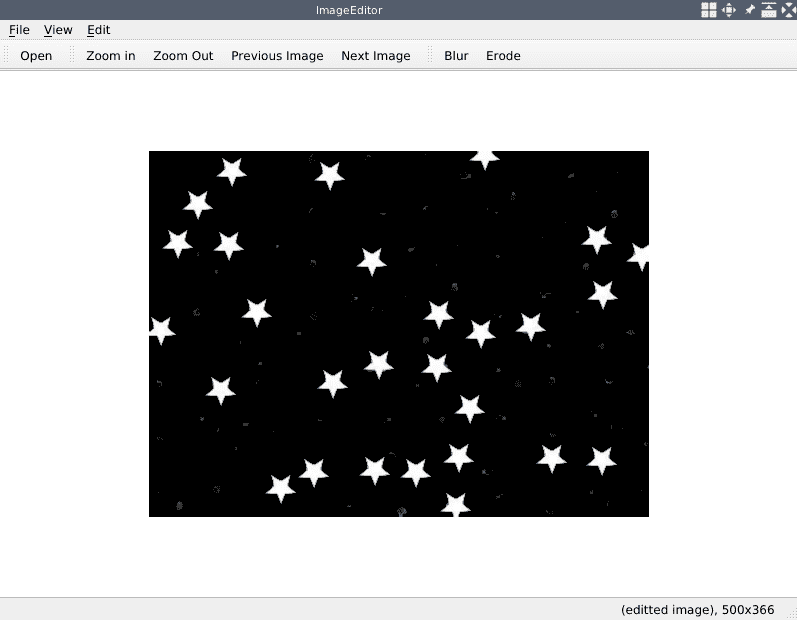 ImageEditor
File View Edit
Open Zoom in Zoom Out Previous Image Next Image Blur Erode
(editted image), 500x366